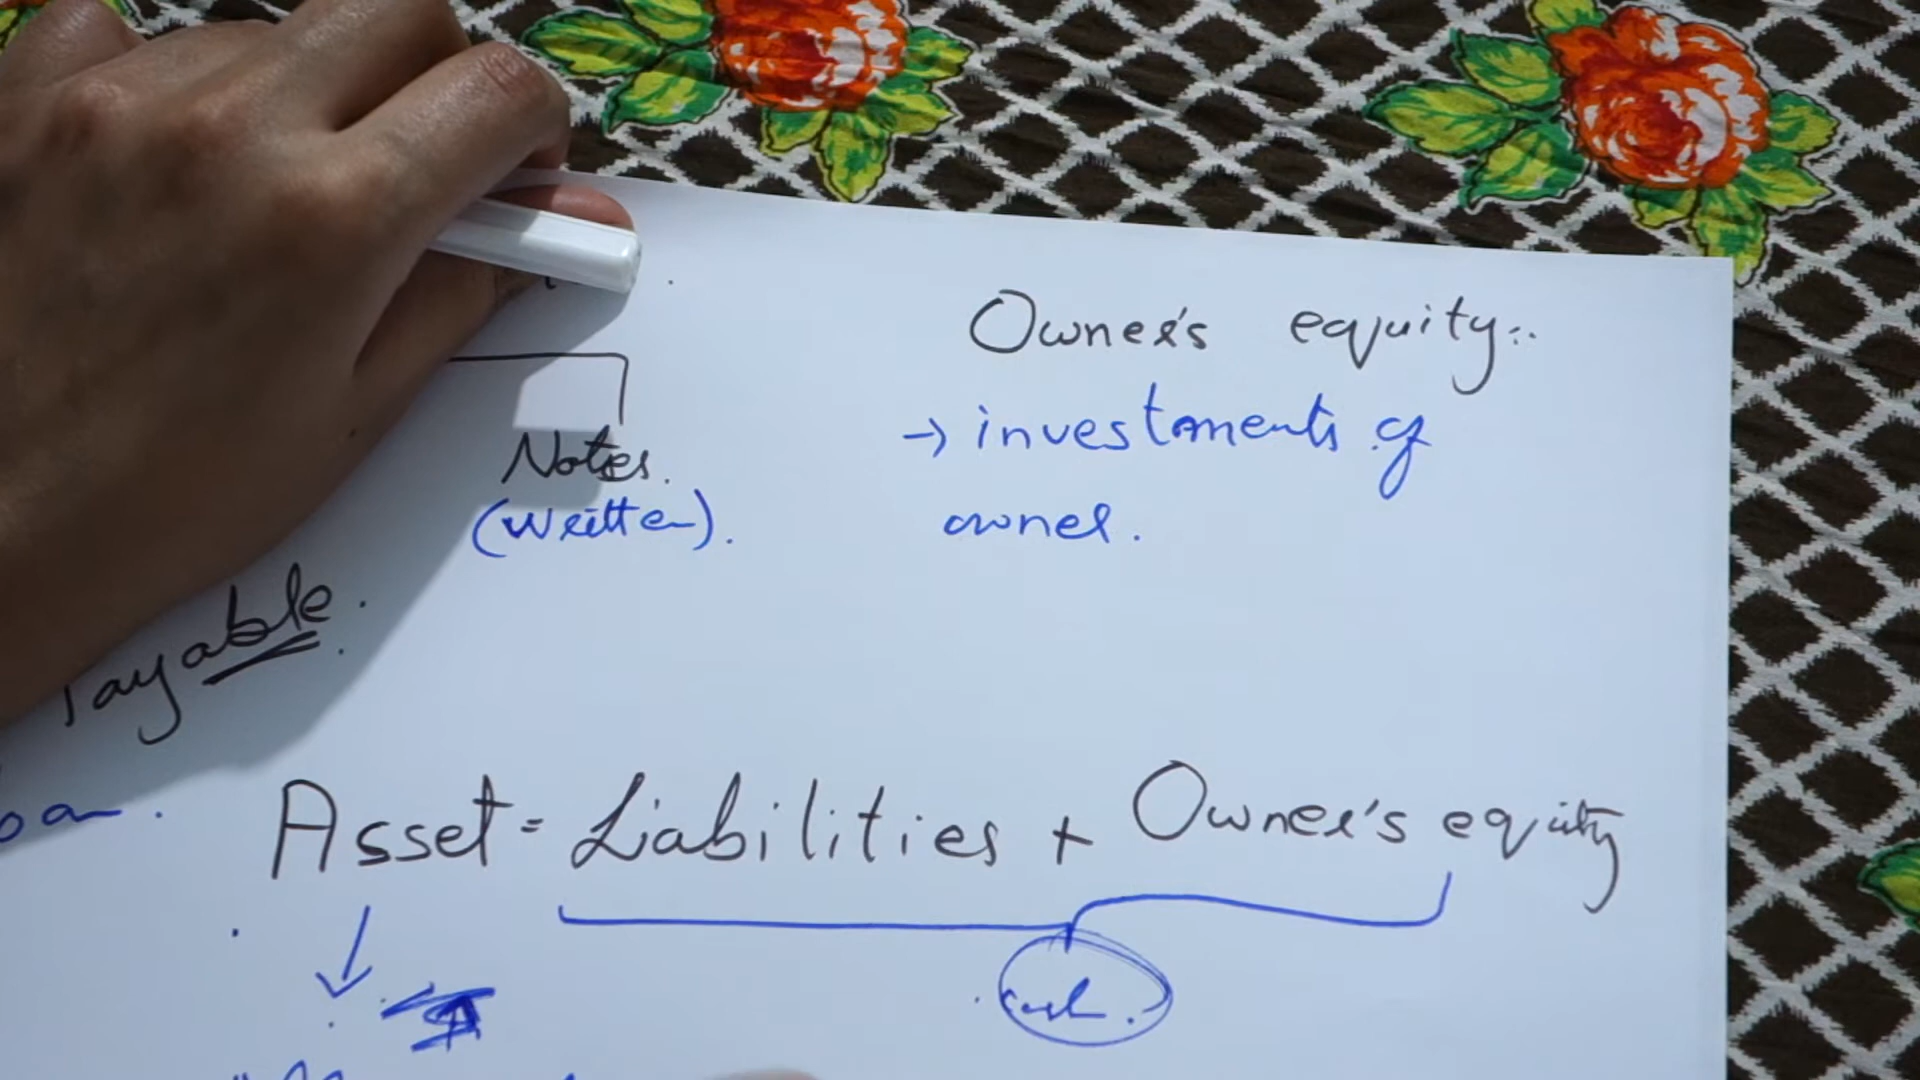 Owner's equity:.
→ investments of
owner.
Notes.
(written).
Payable.
Asset = Liabilities + Owner's equity
cash.